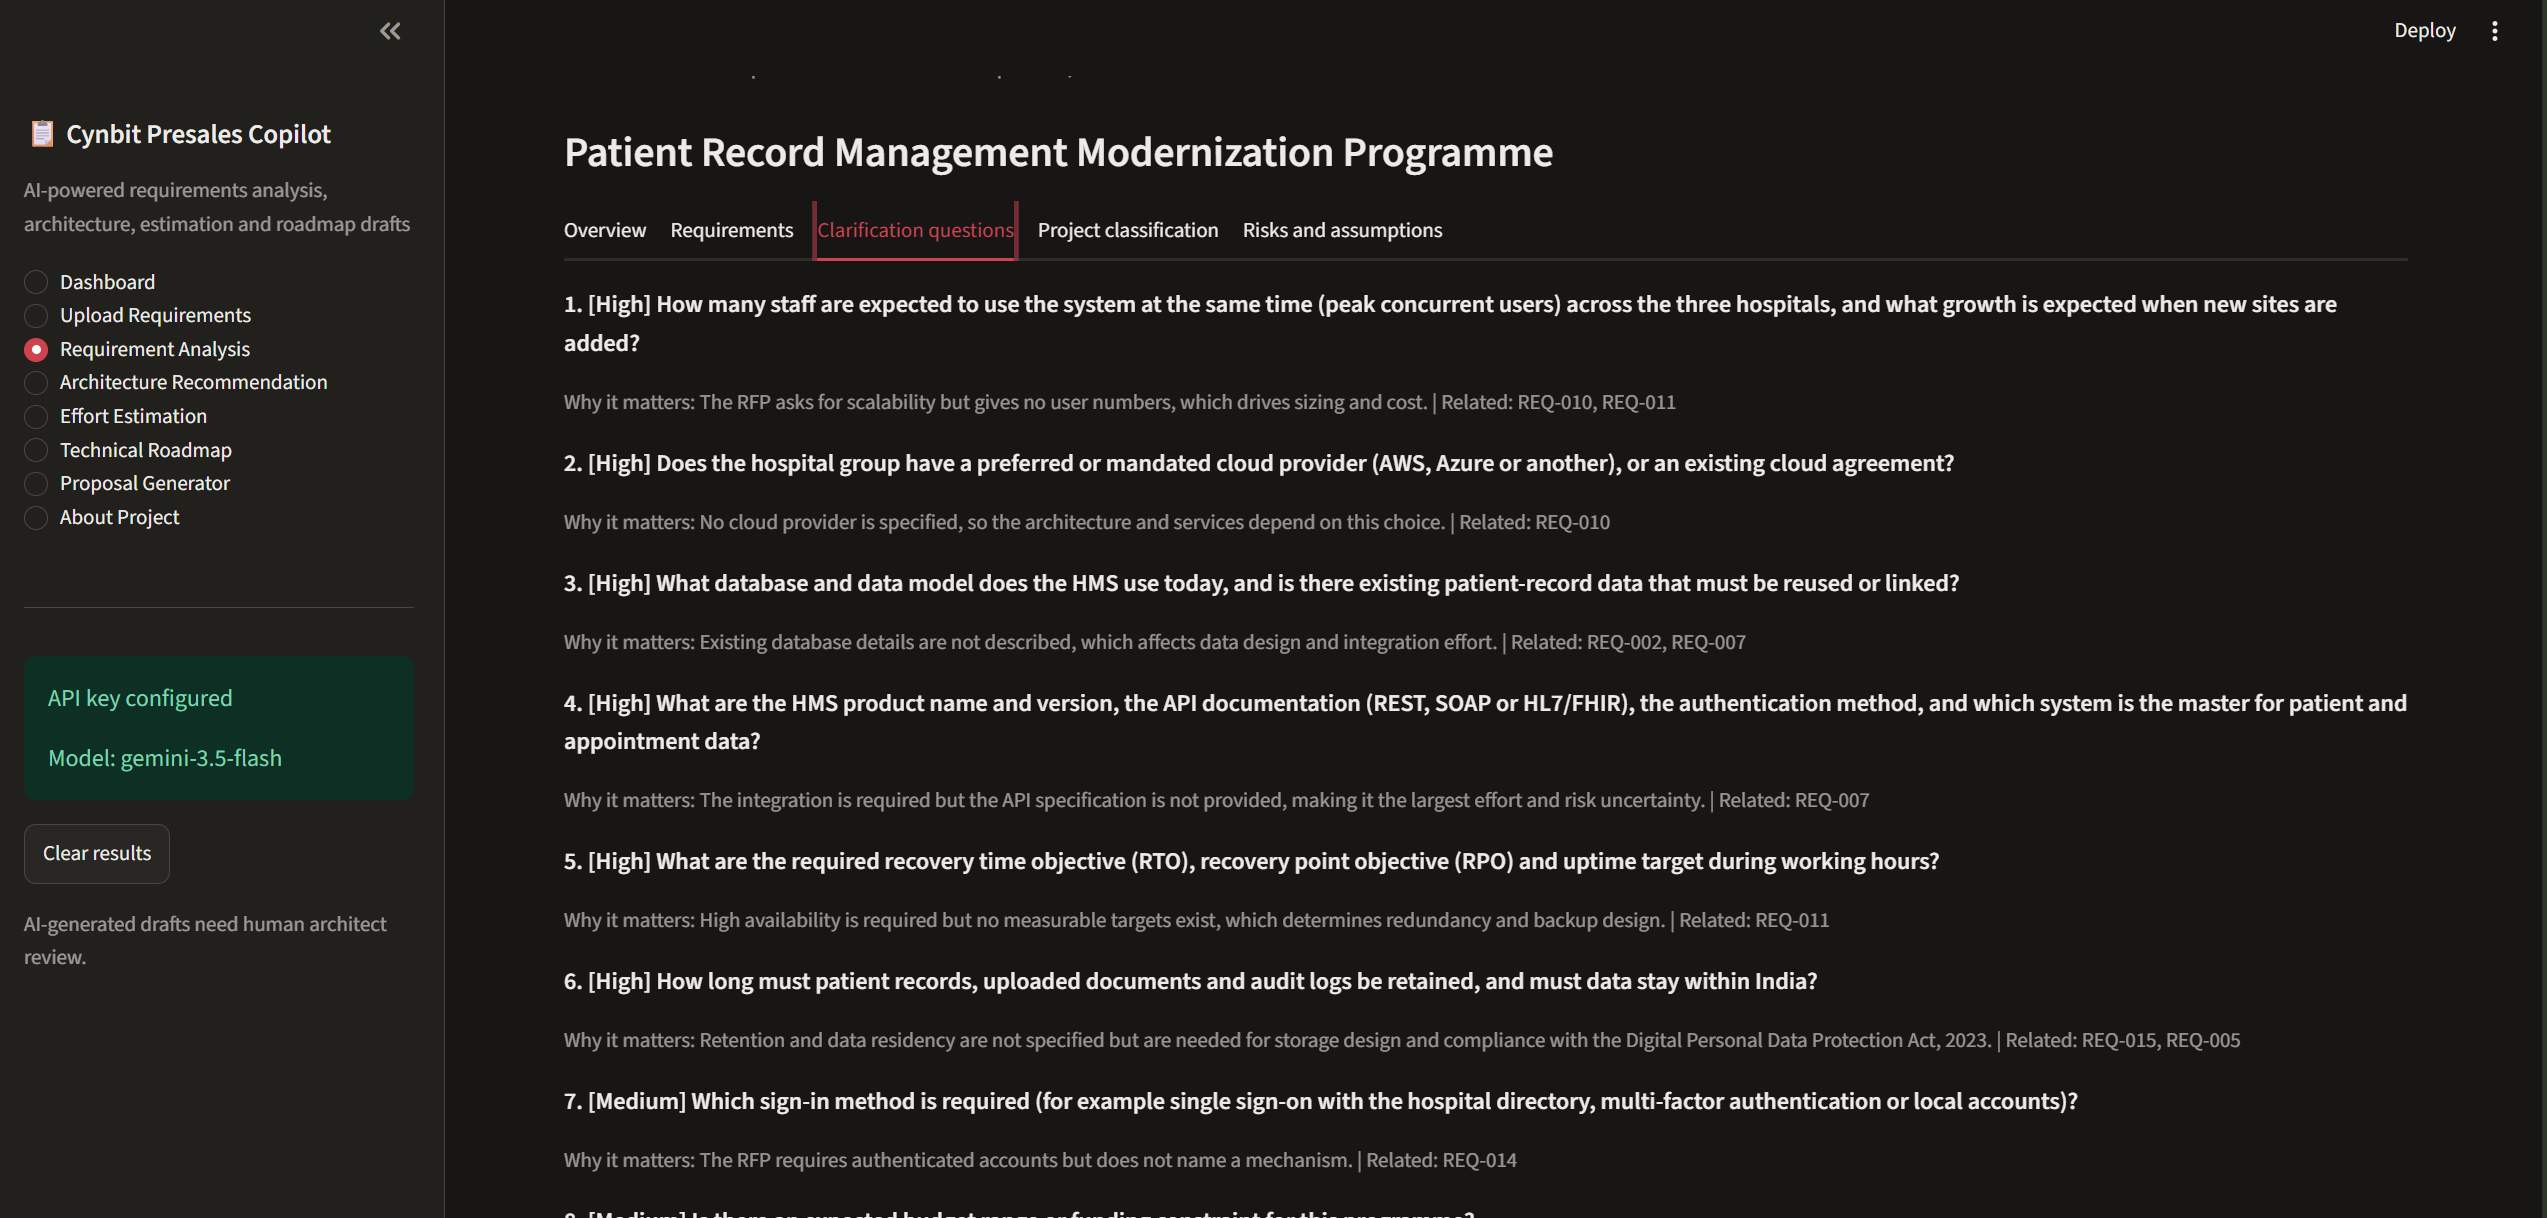 Deploy
Cynbit Presales Copilot
AI-powered requirements analysis,
architecture, estimation and roadmap drafts
Dashboard
Upload Requirements
Requirement Analysis
Architecture Recommendation
Effort Estimation
Technical Roadmap
Proposal Generator
About Project
API key configured
Model: gemini-3.5-flash
Clear results
AI-generated drafts need human architect
review.
Patient Record Management Modernization Programme
Overview Requirements Clarification questions Project classification Risks and assumptions
1. [High] How many staff are expected to use the system at the same time (peak concurrent users) across the three hospitals, and what growth is expected when new sites are
added?
Why it matters: The RFP asks for scalability but gives no user numbers, which drives sizing and cost. | Related: REQ-010, REQ-011
2. [High] Does the hospital group have a preferred or mandated cloud provider (AWS, Azure or another), or an existing cloud agreement?
Why it matters: No cloud provider is specified, so the architecture and services depend on this choice. | Related: REQ-010
3. [High] What database and data model does the HMS use today, and is there existing patient-record data that must be reused or linked?
Why it matters: Existing database details are not described, which affects data design and integration effort. | Related: REQ-002, REQ-007
4. [High] What are the HMS product name and version, the API documentation (REST, SOAP or HL7/FHIR), the authentication method, and which system is the master for patient and
appointment data?
Why it matters: The integration is required but the API specification is not provided, making it the largest effort and risk uncertainty. | Related: REQ-007
5. [High] What are the required recovery time objective (RTO), recovery point objective (RPO) and uptime target during working hours?
Why it matters: High availability is required but no measurable targets exist, which determines redundancy and backup design. | Related: REQ-011
6. [High] How long must patient records, uploaded documents and audit logs be retained, and must data stay within India?
Why it matters: Retention and data residency are not specified but are needed for storage design and compliance with the Digital Personal Data Protection Act, 2023. | Related: REQ-015, REQ-005
7. [Medium] Which sign-in method is required (for example single sign-on with the hospital directory, multi-factor authentication or local accounts)?
Why it matters: The RFP requires authenticated accounts but does not name a mechanism. | Related: REQ-014
8. [Medium] Is there an expected budget range or funding constraint for this programme?